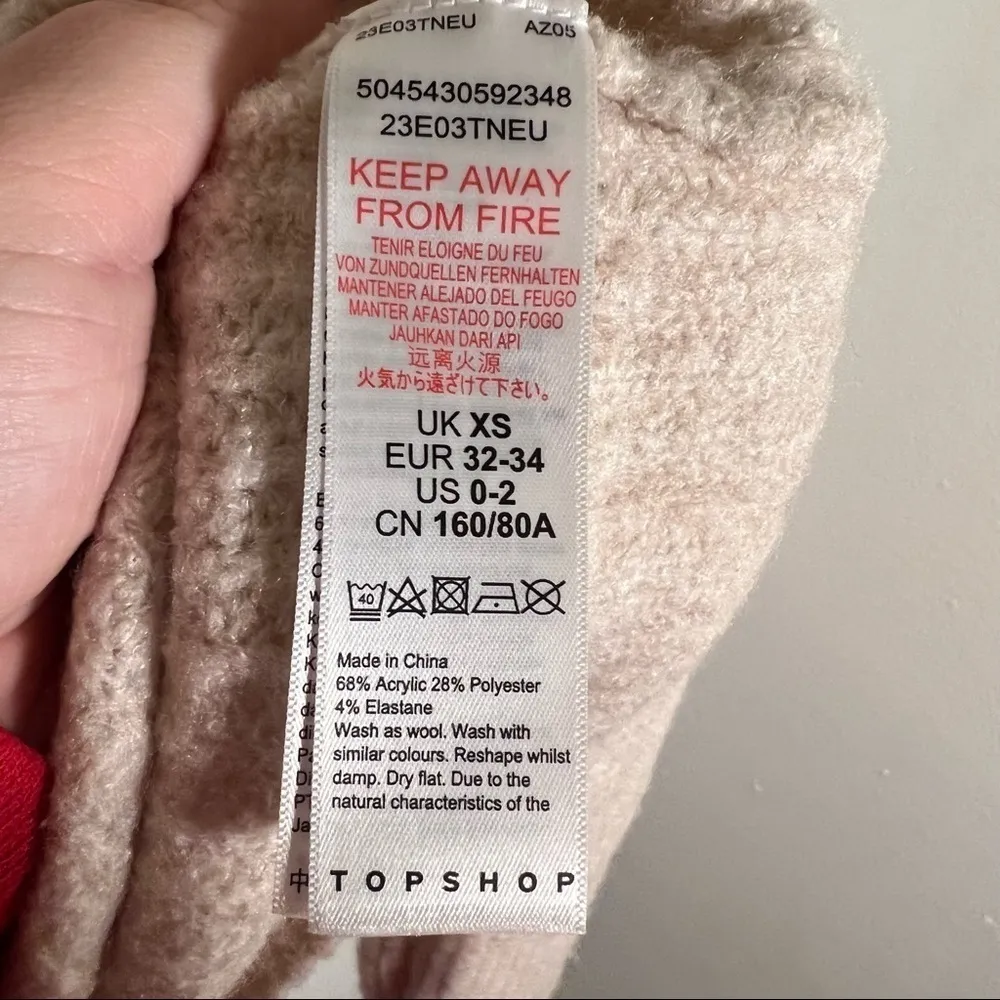 23E03TNEU AZ05
5045430592348
23E03TNEU
KEEP AWAY
FROM FIRE
TENIR ELOIGNE DU FEU
VON ZUNDQUELLEN FERNHALTEN
MANTENER ALEJADO DEL FEUGO
MANTER AFASTADO DO FOGO
JAUHKAN DARI API
远离火源
火気から遠ざけて下さい。
UK XS
EUR 32-34
US 0-2
CN 160/80A
40
Made in China
68% Acrylic 28% Polyester
4% Elastane
Wash as wool. Wash with
similar colours. Reshape whilst
damp. Dry flat. Due to the
natural characteristics of the
TOPSHOP
中